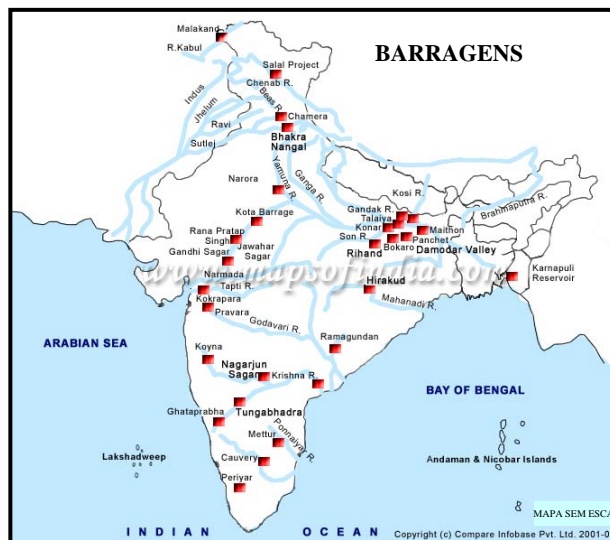 Malakand
R.Kabul
BARRAGENS
Salal Project
Chenab R.
Indus
Jhelum
Beas R.
Chamera
Ravi
Sutlej
Bhakra
Nangal
Yamuna R.
Ganga R.
Narora
Kosi R.
Kota Barrage
Gandak R.
Talaiya
Brahmaputna R.
Rana Pratap
Singh
Konar
Maithon
Jawahar
Sagar
Son R.
Panchet
Gandhi Sagar
Bokaro
Rihand
Damodar Valley
www.mapsofindia.com
Karnapuli
Reservoir
Narmada
Tapti R.
Hirakud
Kokrapara
Mahanadi R.
Pravara
Godavari R.
ARABIAN SEA
Ramagundan
Koyna
Nagarjun
Sagar
Krishna R.
BAY OF BENGAL
Ghataprabha
Tungabhadra
Mettur
Ponnaiyar R.
Lakshadweep
Cauvery
Andaman & Nicobar Islands
Periyar
MAPA SEM ESCA
INDIAN OCEAN
Copyright (c) Compare Infobase Pvt. Ltd. 2001-0